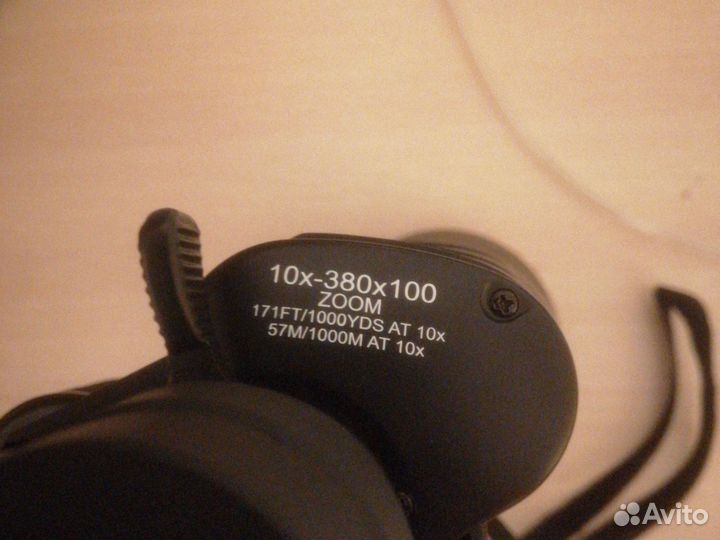 10x-380x100
ZOOM
171FT/1000YDS AT 10x
57M/1000M AT 10x
Avito